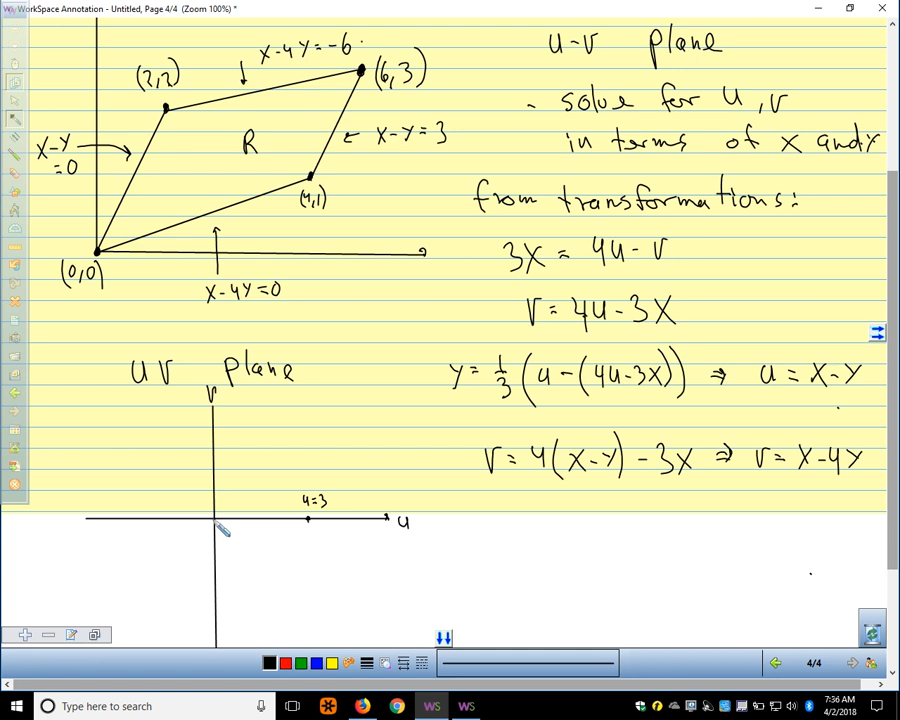 WorkSpace Annotation - Untitled, Page 4/4 (Zoom 100%) *
x-4y=-6
(2,2)
(6,3)
x-y=0
R
x-y=3
(4,1)
(0,0)
x-4y=0
u-v plane
- solve for u,v
in terms of x and y
from transformations:
3x = 4u - v
v = 4u - 3x
y = 1/3 (u - (4u-3x)) ⇒ u = x-y
v = 4(x-y) - 3x ⇒ v = x-4y
uv plane
v
u=3
u
4/4
Type here to search
WS
WS
7:36 AM
4/2/2018